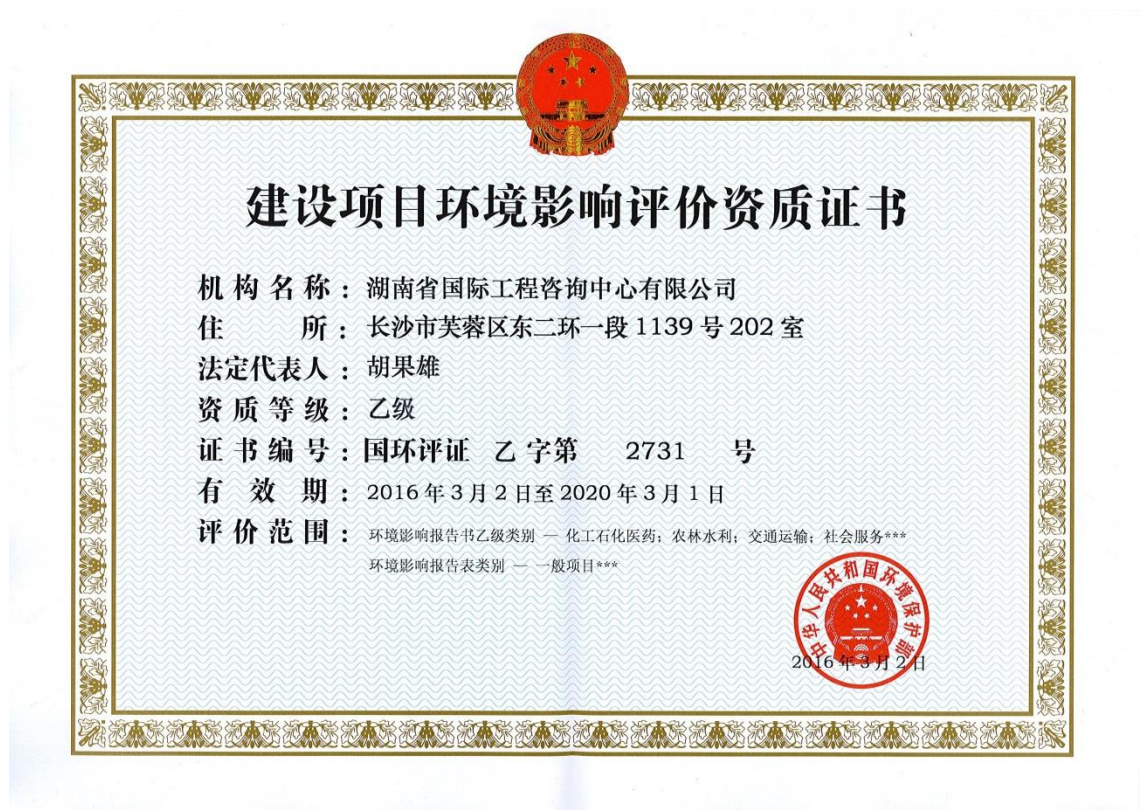 建设项目环境影响评价资质证书
机构名称：湖南省国际工程咨询中心有限公司
住所：长沙市芙蓉区东二环一段1139号202室
法定代表人：胡果雄
资质等级：乙级
证书编号：国环评证 乙字第 2731 号
有效期：2016年3月2日至2020年3月1日
评价范围：环境影响报告书乙级类别 — 化工石化医药；农林水利；交通运输；社会服务***
环境影响报告表类别 — 一般项目***
中华人民共和国环境保护部
2016年3月2日